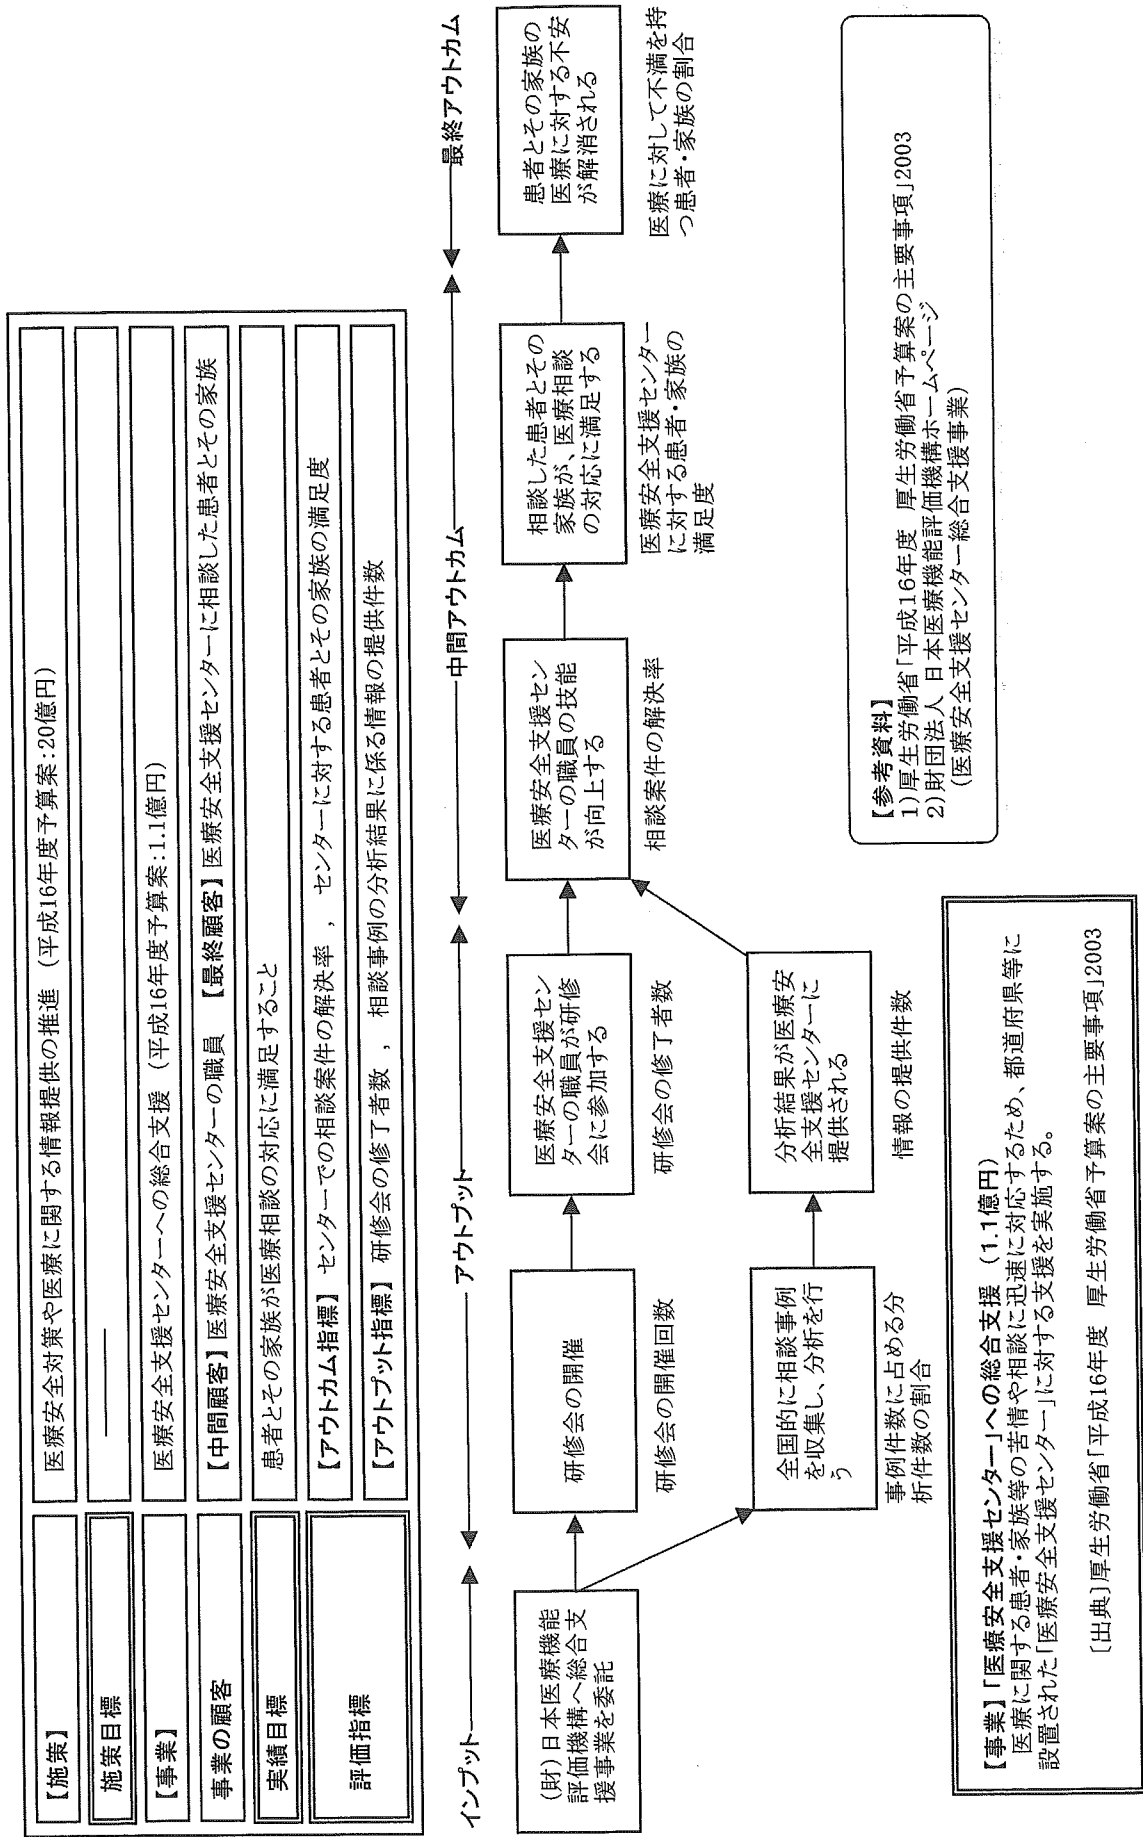 【施策】
医療安全対策や医療に関する情報提供の推進 (平成16年度予算案:20億円)
施策目標
―――――
【事業】
医療安全支援センターへの総合支援 (平成16年度予算案:1.1億円)
事業の顧客
【中間顧客】医療安全支援センターの職員 【最終顧客】医療安全支援センターに相談した患者とその家族
実績目標
患者とその家族が医療相談の対応に満足すること
評価指標
【アウトカム指標】 センターでの相談案件の解決率 , センターに対する患者とその家族の満足度
【アウトプット指標】 研修会の修了者数 , 相談事例の分析結果に係る情報の提供件数
インプット
アウトプット
中間アウトカム
最終アウトカム
(財)日本医療機能
評価機構へ総合支
援事業を委託
研修会の開催
研修会の開催回数
医療安全支援セン
ターの職員が研修
会に参加する
研修会の修了者数
医療安全支援セン
ターの職員の技能
が向上する
相談案件の解決率
相談した患者とその
家族が、医療相談
の対応に満足する
医療安全支援センター
に対する患者・家族の
満足度
患者とその家族の
医療に対する不安
が解消される
医療に対して不満を持
つ患者・家族の割合
全国的に相談事例
を収集し、分析を行
う
事例件数に占める分
析件数の割合
分析結果が医療安
全支援センターに
提供される
情報の提供件数
【事業】「医療安全支援センター」への総合支援 (1.1億円)
医療に関する患者・家族等の苦情や相談に迅速に対応するため、都道府県等に
設置された「医療安全支援センター」に対する支援を実施する。
[出典]厚生労働省「平成16年度 厚生労働省予算案の主要事項」2003
【参考資料】
1)厚生労働省「平成16年度 厚生労働省予算案の主要事項」2003
2)財団法人 日本医療機能評価機構ホームページ
(医療安全支援センター総合支援事業)